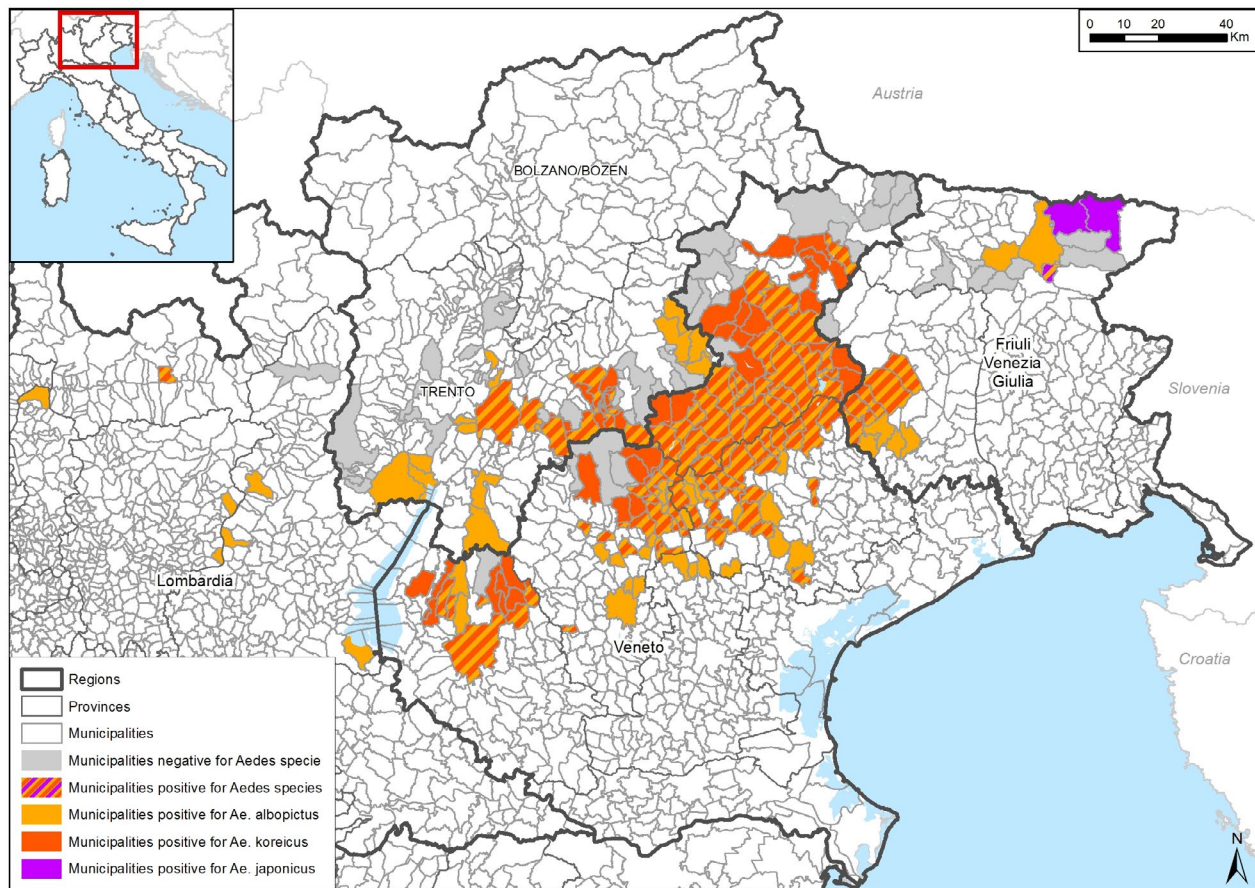 0 10 20 40
Km
Austria
BOLZANO/BOZEN
TRENTO
Friuli
Venezia
Giulia
Slovenia
Lombardia
Veneto
Croatia
Regions
Provinces
Municipalities
Municipalities negative for Aedes specie
Municipalities positive for Aedes species
Municipalities positive for Ae. albopictus
Municipalities positive for Ae. koreicus
Municipalities positive for Ae. japonicus
N